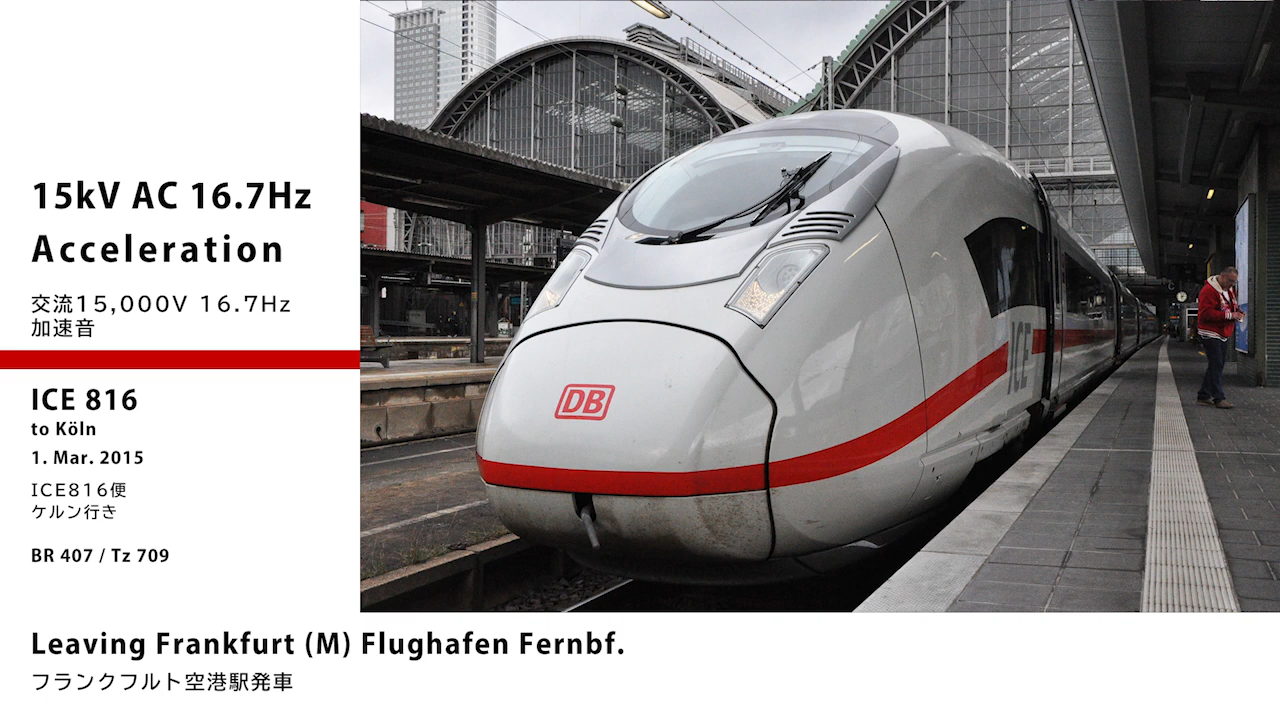 15kV AC 16.7Hz
Acceleration
交流15,000V 16.7Hz
加速音
ICE 816
to Köln
1. Mar. 2015
ICE816便
ケルン行き
BR 407 / Tz 709
DB
ICE
Leaving Frankfurt (M) Flughafen Fernbf.
フランクフルト空港駅発車